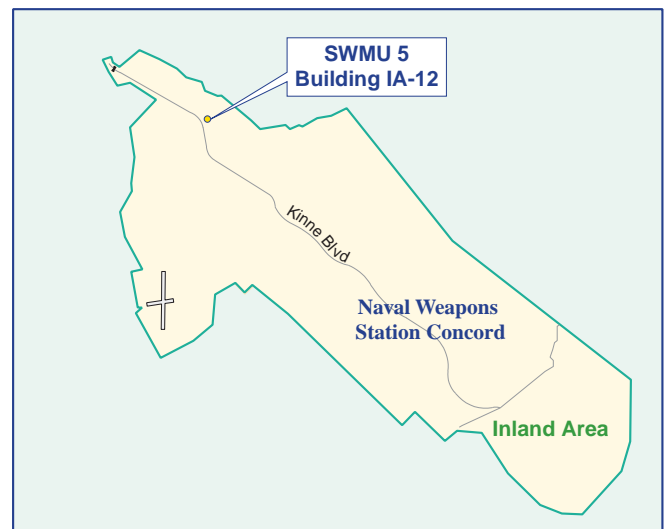 SWMU 5
Building IA-12
Kinne Blvd
Naval Weapons
Station Concord
Inland Area